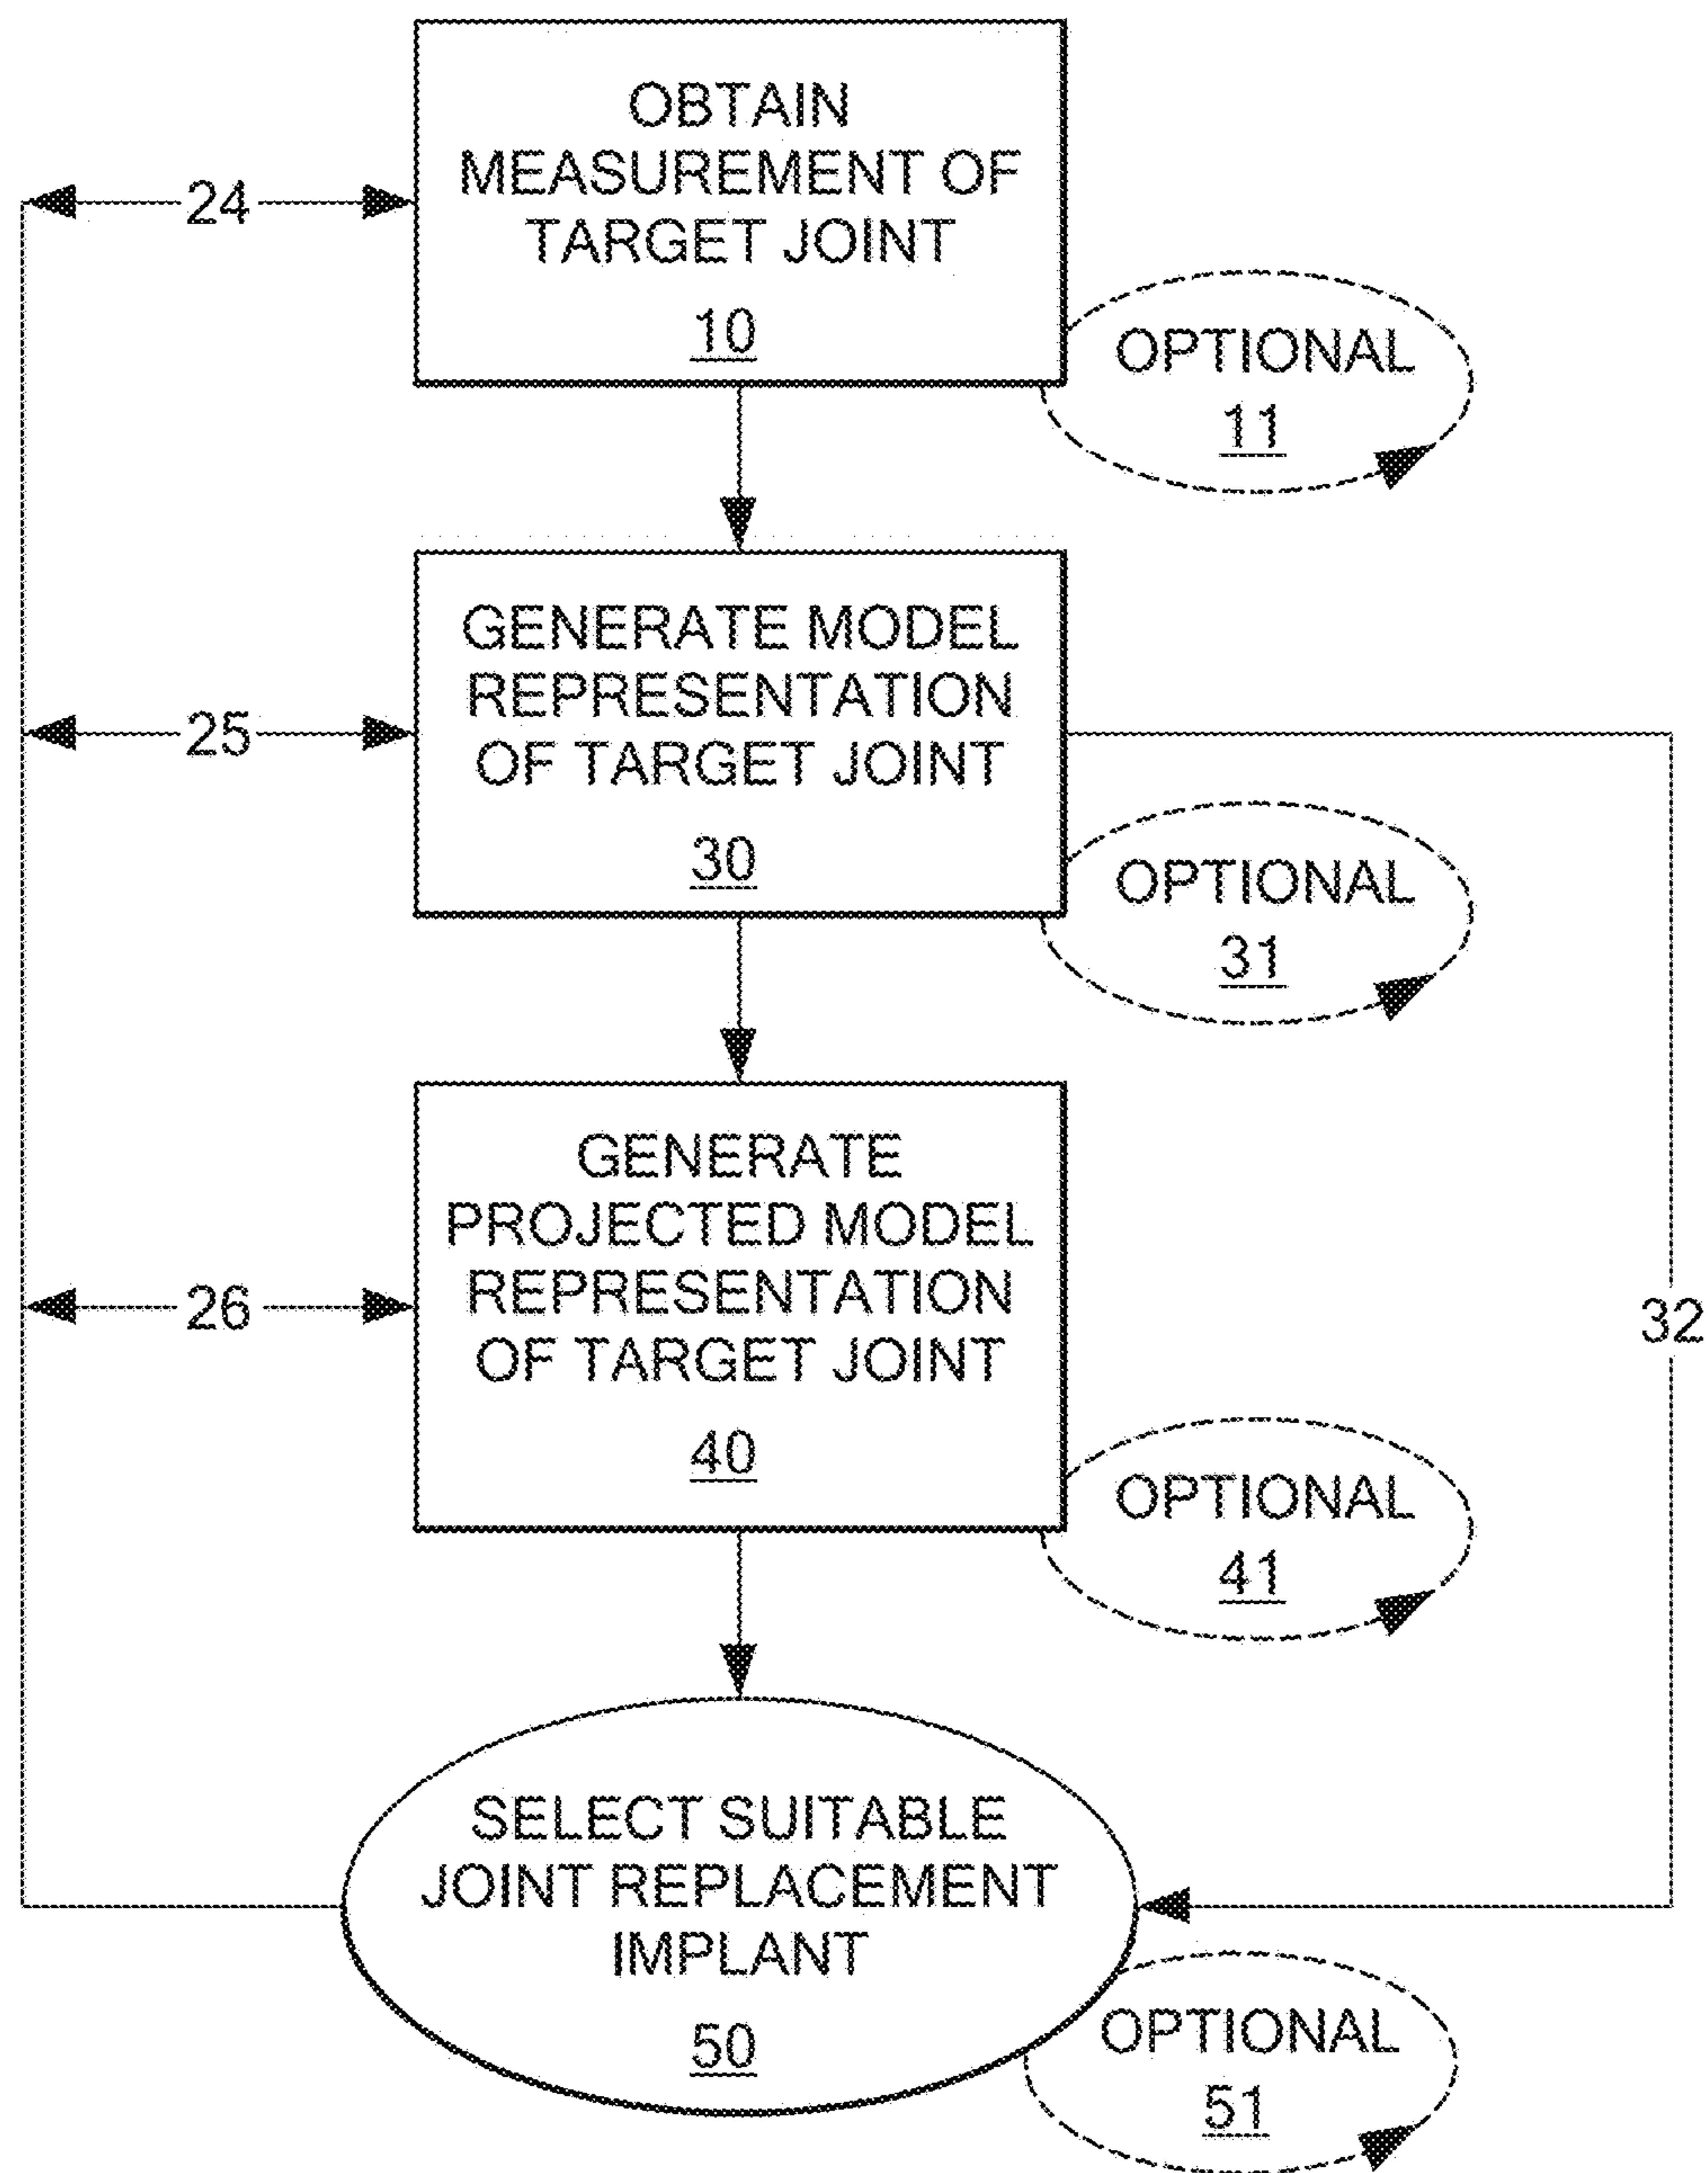 OBTAIN
MEASUREMENT OF
TARGET JOINT
10
24
OPTIONAL
11
GENERATE MODEL
REPRESENTATION
OF TARGET JOINT
30
25
OPTIONAL
31
GENERATE
PROJECTED MODEL
REPRESENTATION
OF TARGET JOINT
40
26
32
OPTIONAL
41
SELECT SUITABLE
JOINT REPLACEMENT
IMPLANT
50
OPTIONAL
51